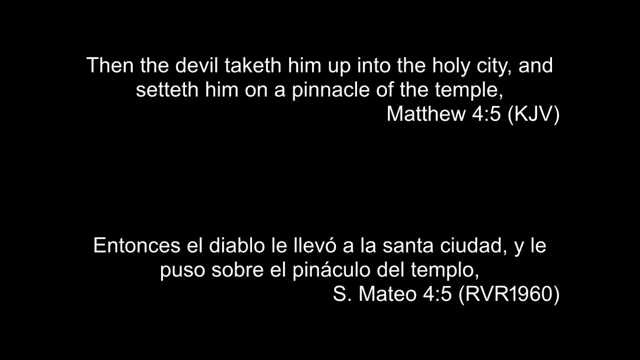 Then the devil taketh him up into the holy city, and
setteth him on a pinnacle of the temple,
Matthew 4:5 (KJV)
Entonces el diablo le llevó a la santa ciudad, y le
puso sobre el pináculo del templo,
S. Mateo 4:5 (RVR1960)